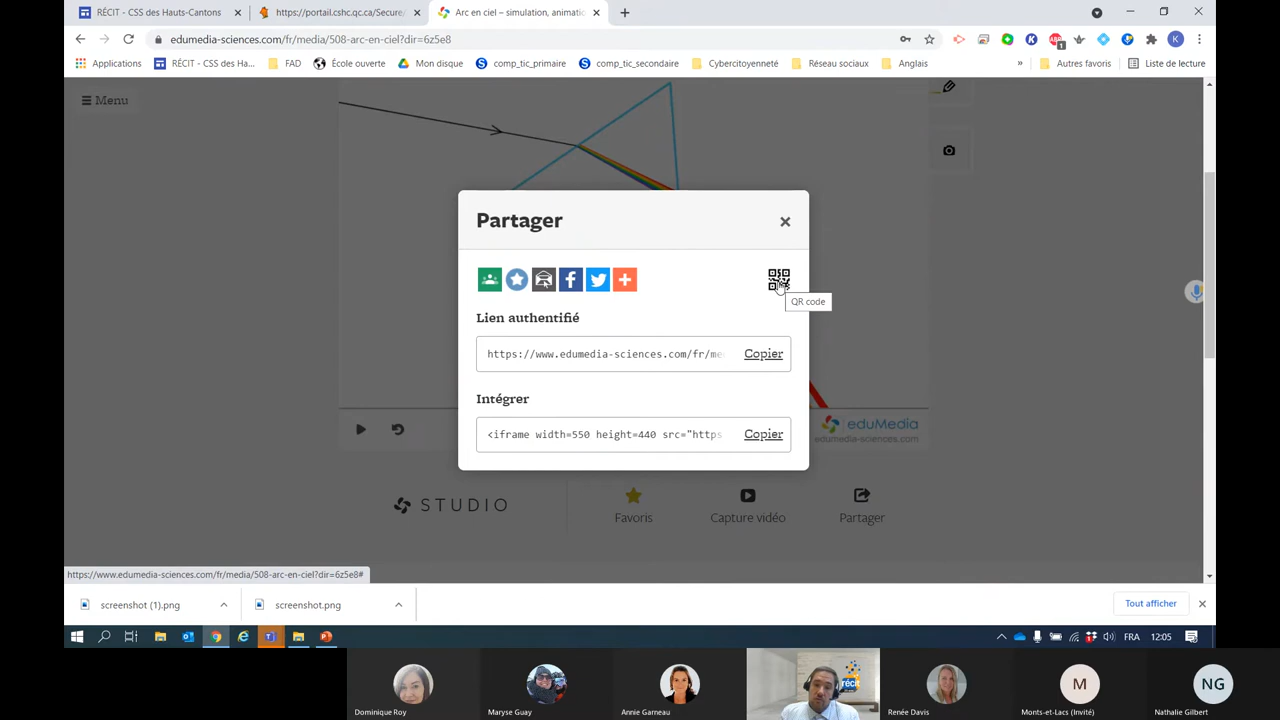 RÉCIT - CSS des Hauts-Cantons
https://portail.cshc.qc.ca/Secure/
Arc en ciel – simulation, animatio
edumedia-sciences.com/fr/media/508-arc-en-ciel?dir=6z5e8
ABP
1
K
Applications
RÉCIT - CSS des Ha...
FAD
École ouverte
Mon disque
comp_tic_primaire
comp_tic_secondaire
Cybercitoyenneté
Réseau sociaux
Anglais
»
Autres favoris
Liste de lecture
Menu
Partager
QR code
Lien authentifié
https://www.edumedia-sciences.com/fr/me
Copier
Intégrer
<iframe width=550 height=440 src="https
Copier
eduMedia
edumedia-sciences.com
STUDIO
Favoris
Capture vidéo
Partager
https://www.edumedia-sciences.com/fr/media/508-arc-en-ciel?dir=6z5e8#
screenshot (1).png
screenshot.png
Tout afficher
FRA
12:05
récit
M
NG
Dominique Roy
Maryse Guay
Annie Garneau
Renée Davis
Monts-et-Lacs (Invité)
Nathalie Gilbert